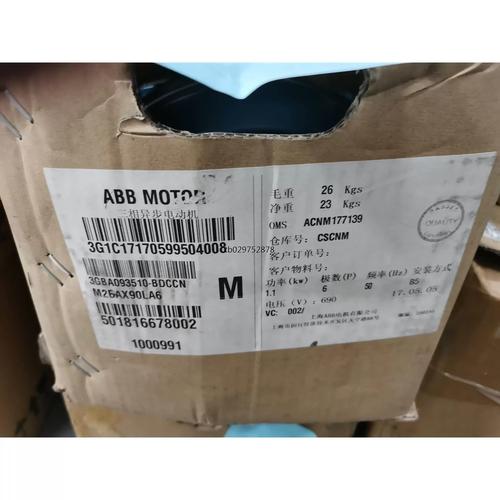 ABB MOTOR
三相异步电动机
3G1C17170599504008
cb029752878
3GBA093510-BDCCN
M2BAX90LA6
501816678002
1000991
M
毛重 26 Kgs
净重 23 Kgs
OMS ACNM177139
仓库号: CSCNM
客户订单号:
客户物料号:
功率(kw) 极数(P) 频率(Hz) 安装方式
1.1 6 50 B5
电压(V): 690 17.05.05
VC: 002/
上海ABB电机有限公司
QUALITY